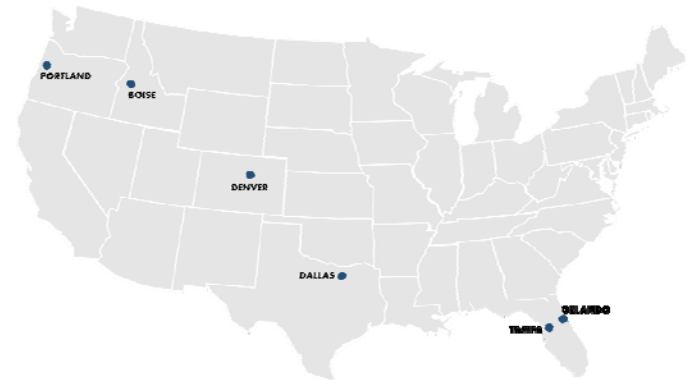 PORTLAND
BOISE
DENVER
DALLAS
ORLANDO
TAMPA